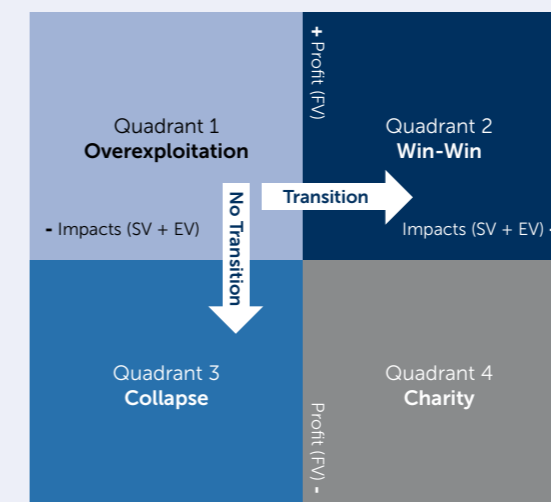 + Profit (FV)
Quadrant 1
Overexploitation
Quadrant 2
Win-Win
No Transition
Transition
- Impacts (SV + EV)
Impacts (SV + EV)
Quadrant 3
Collapse
Quadrant 4
Charity
Profit (FV) -